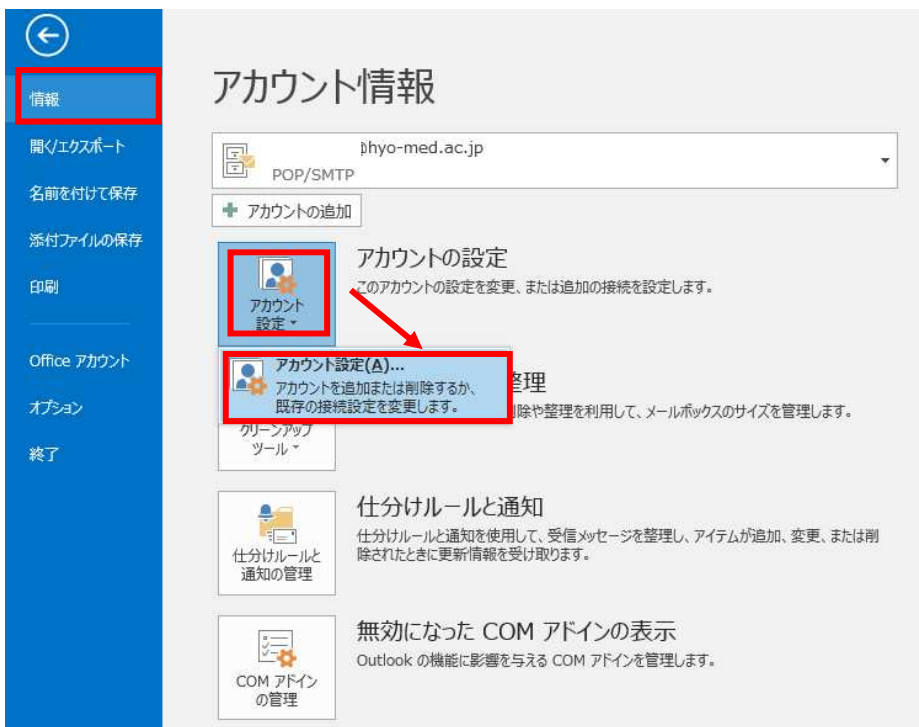 情報
開く/エクスポート
名前を付けて保存
添付ファイルの保存
印刷
Office アカウント
オプション
終了
アカウント情報
@hyo-med.ac.jp
POP/SMTP
アカウントの追加
アカウント
設定
アカウントの設定
このアカウントの設定を変更、または追加の接続を設定します。
アカウント設定(A)...
アカウントを追加または削除するか、
既存の接続設定を変更します。
整理
除や整理を利用して、メールボックスのサイズを管理します。
クリーンアップ
ツール
仕分けルールと
通知の管理
仕分けルールと通知
仕分けルールと通知を使用して、受信メッセージを整理し、アイテムが追加、変更、または削
除されたときに更新情報を受け取ります。
COM アドイン
の管理
無効になった COM アドインの表示
Outlook の機能に影響を与える COM アドインを管理します。